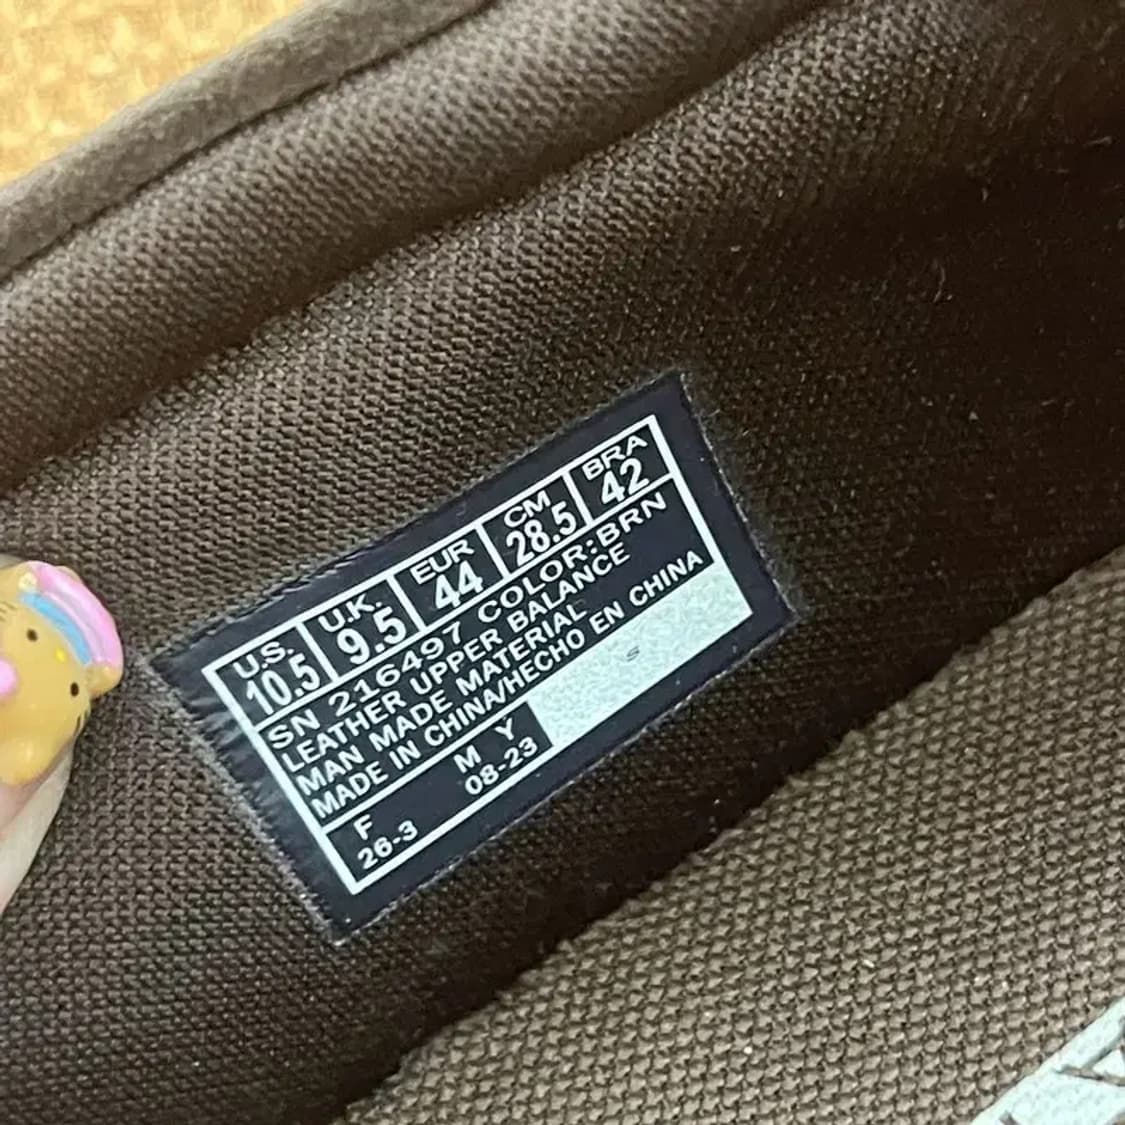 U.S. U.K. EUR CM BRA
10.5 9.5 44 28.5 42
SN 216497 COLOR:BRN
LEATHER UPPER BALANCE
MAN MADE MATERIAL
MADE IN CHINA/HECHO EN CHINA
F M Y
26-3 08-23
S